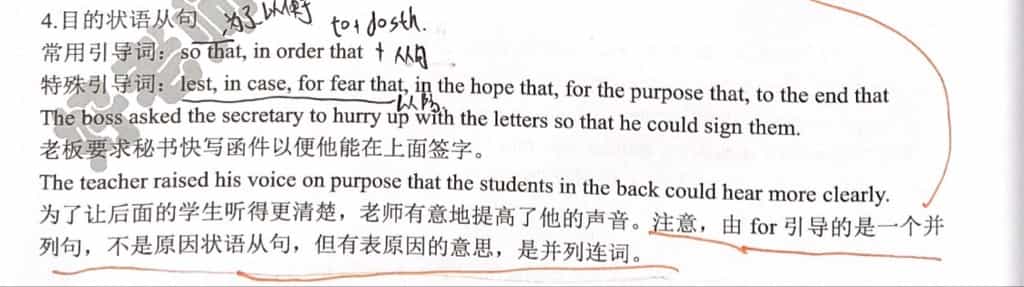 4.目的状语从句 为了 以便于 to + do sth.
常用引导词：so that, in order that + 从句
特殊引导词：lest, in case, for fear that, in the hope that, for the purpose that, to the end that
以防
The boss asked the secretary to hurry up with the letters so that he could sign them.
老板要求秘书快写函件以便他能在上面签字。
The teacher raised his voice on purpose that the students in the back could hear more clearly.
为了让后面的学生听得更清楚，老师有意地提高了他的声音。注意，由 for 引导的是一个并
列句，不是原因状语从句，但有表原因的意思，是并列连词。